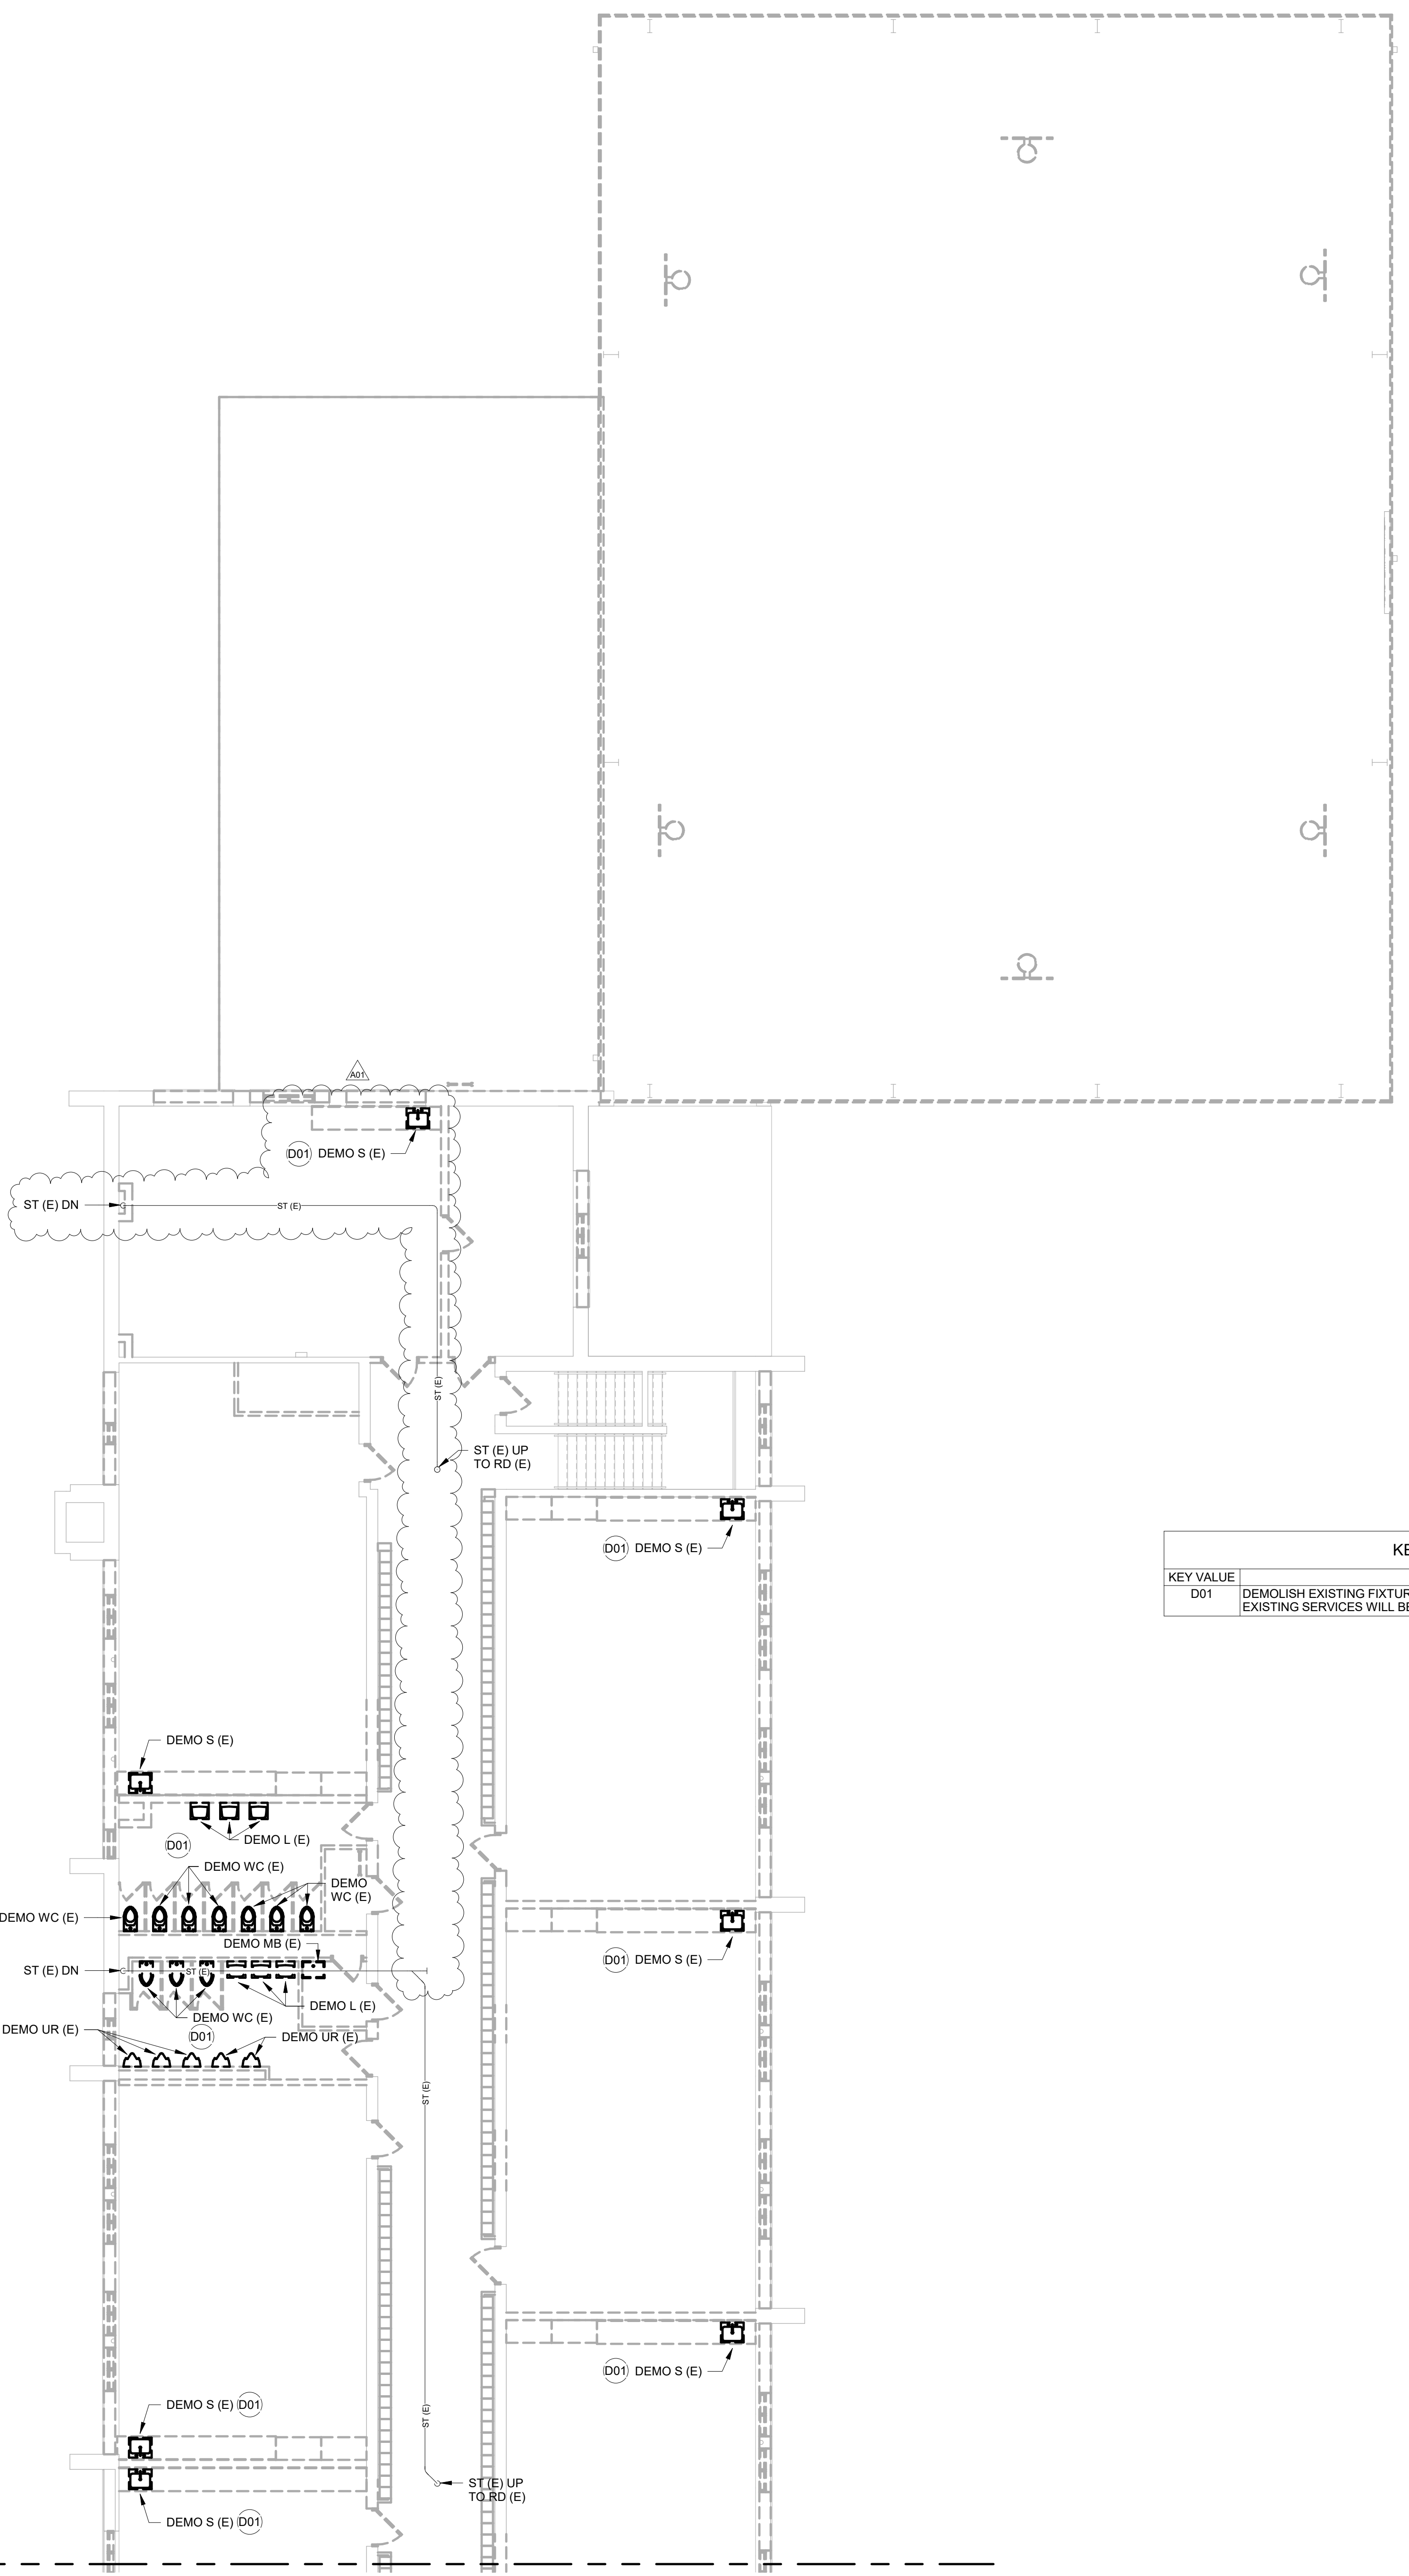 A01
D01 DEMO S (E)
ST (E) DN
ST (E)
ST (E)
ST (E) UP
TO RD (E)
D01 DEMO S (E)
KEY VALUE
D01
DEMOLISH EXISTING
EXISTING SERVICES WILL
DEMO S (E)
DEMO L (E)
D01
DEMO WC (E)
DEMO
WC (E)
DEMO WC (E)
DEMO MB (E)
D01 DEMO S (E)
ST (E) DN
ST (E)
DEMO L (E)
DEMO WC (E)
DEMO UR (E)
D01
DEMO UR (E)
ST (E)
D01 DEMO S (E)
DEMO S (E) D01
ST (E)
ST (E) UP
TO RD (E)
DEMO S (E) D01